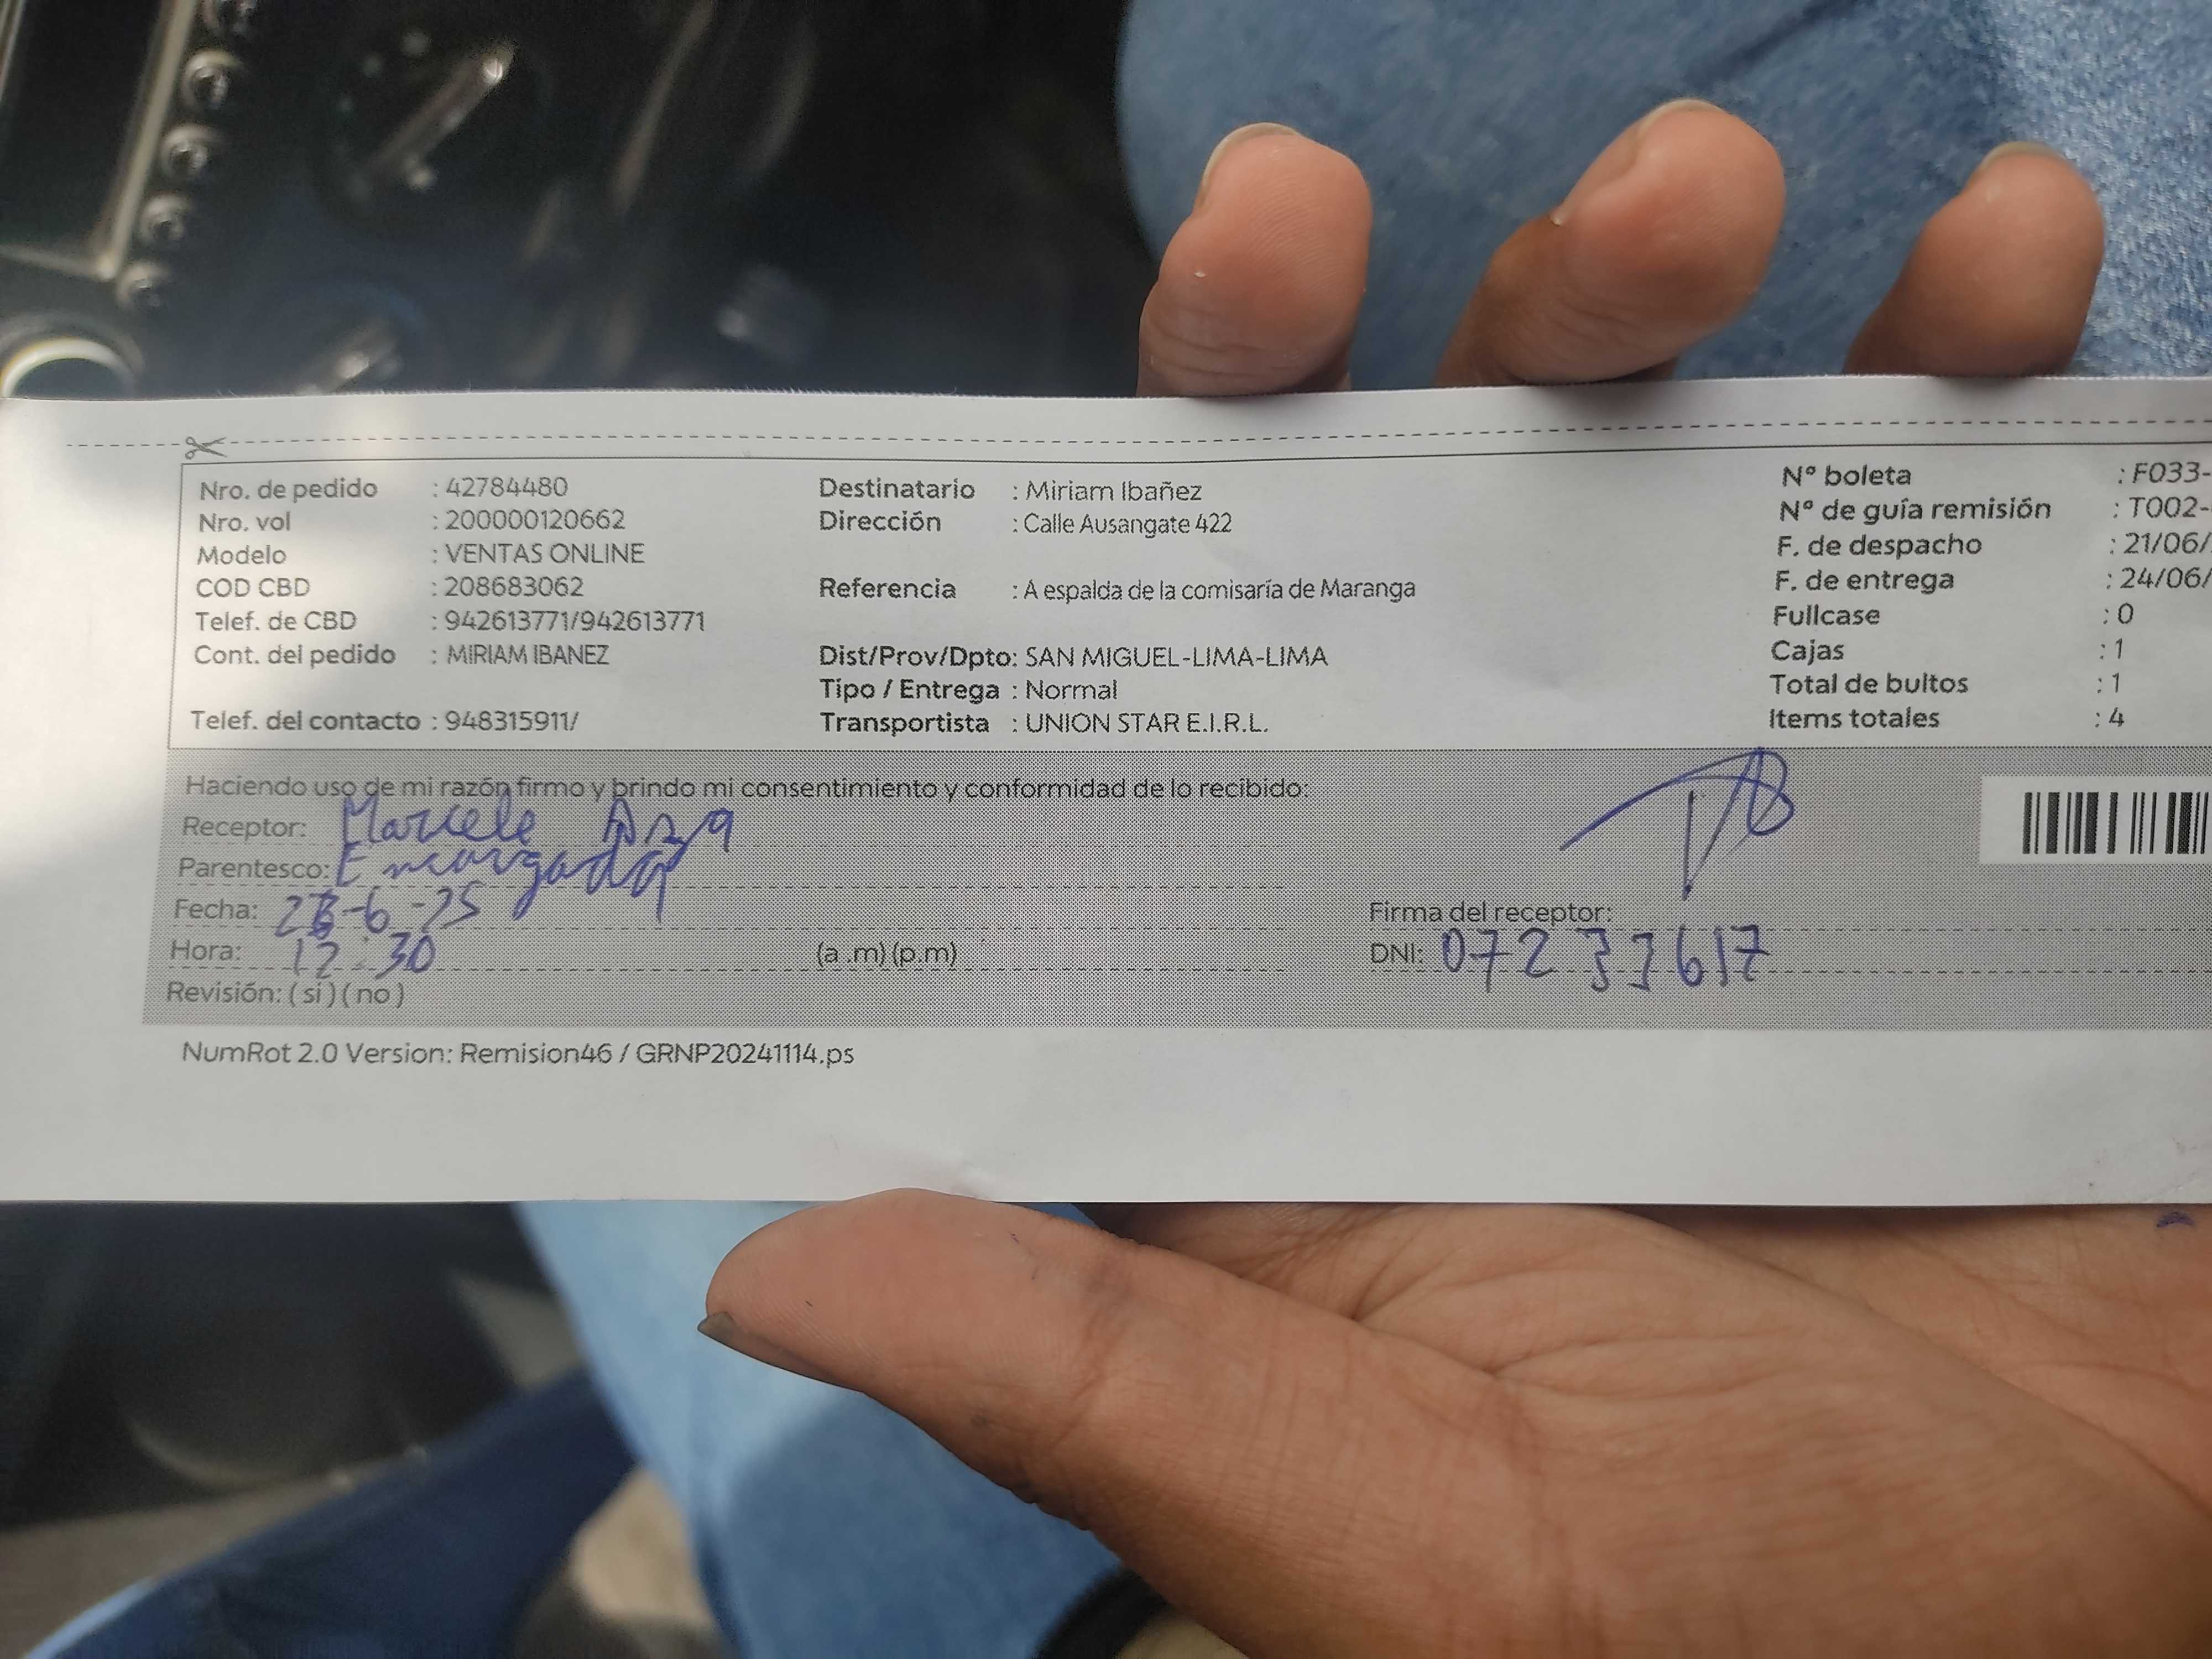 Nro. de pedido : 42784480
Nro. vol : 200000120662
Modelo : VENTAS ONLINE
COD CBD : 208683062
Telef. de CBD : 942613771/942613771
Cont. del pedido : MIRIAM IBANEZ
Telef. del contacto : 948315911/
Destinatario : Miriam Ibañez
Dirección : Calle Ausangate 422
Referencia : A espalda de la comisaría de Maranga
Dist/Prov/Dpto: SAN MIGUEL-LIMA-LIMA
Tipo / Entrega : Normal
Transportista : UNION STAR E.I.R.L.
Nº boleta : F033-
Nº de guía remisión : T002-
F. de despacho : 21/06/
F. de entrega : 24/06/
Fullcase : 0
Cajas : 1
Total de bultos : 1
Items totales : 4
Haciendo uso de mi razón firmo y brindo mi consentimiento y conformidad de lo recibido:
Receptor: Marcele
Parentesco: Encargada
Fecha: -6-25
Hora: 12:30 (a .m) (p.m)
Revisión: ( si ) ( no )
Firma del receptor:
DNI: 07233617
NumRot 2.0 Version: Remision46 / GRNP20241114.ps